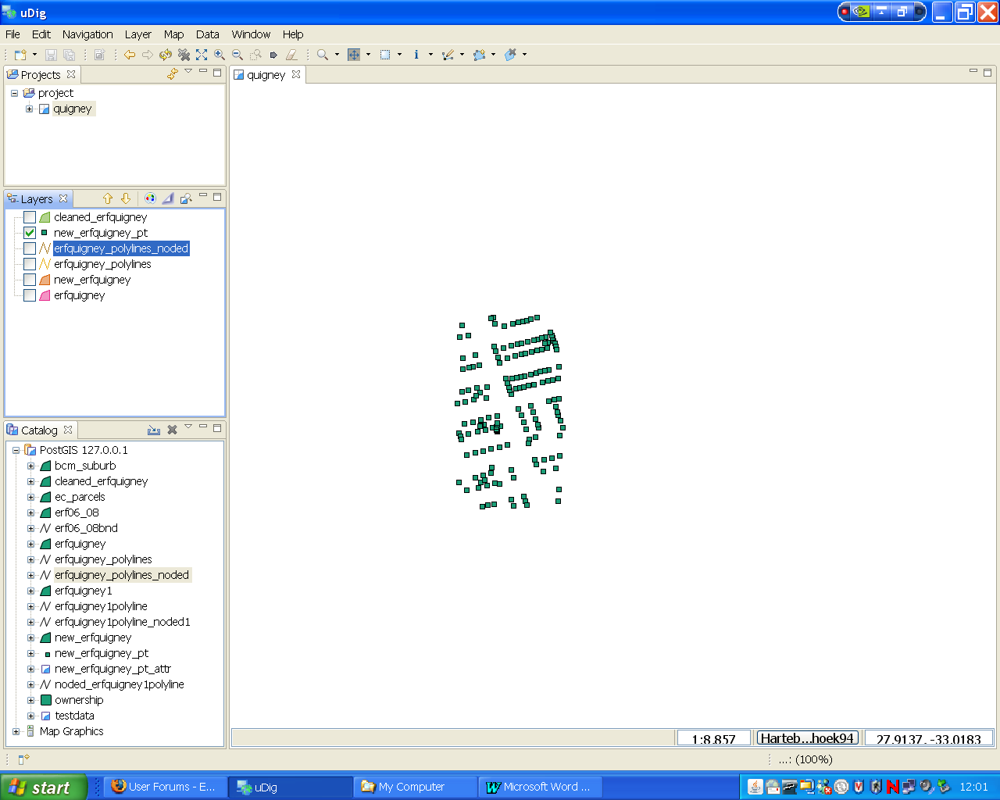 uDig
File Edit Navigation Layer Map Data Window Help
Projects
project
quigney
Layers
cleaned_erfquigney
new_erfquigney_pt
erfquigney_polylines_noded
erfquigney_polylines
new_erfquigney
erfquigney
Catalog
PostGIS 127.0.0.1
bcm_suburb
cleaned_erfquigney
ec_parcels
erf06_08
erf06_08bnd
erfquigney
erfquigney_polylines
erfquigney_polylines_noded
erfquigney1
erfquigney1polyline
erfquigney1polyline_noded1
new_erfquigney
new_erfquigney_pt
new_erfquigney_pt_attr
noded_erfquigney1polyline
ownership
testdata
Map Graphics
quigney
1:8,857 Harteb...hoek94 27.9137, -33.0183
...: (100%)
start User Forums - E... uDig My Computer Microsoft Word ... 12:01